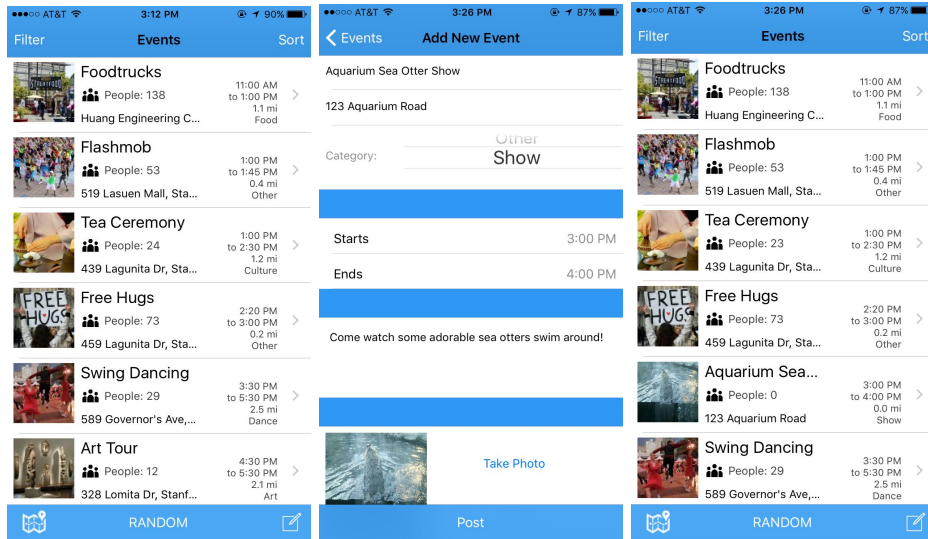 AT&T 3:12 PM 90%
Filter Events Sort
Foodtrucks
People: 138
Huang Engineering C...
11:00 AM
to 1:00 PM
1.1 mi
Food
Flashmob
People: 53
519 Lasuen Mall, Sta...
1:00 PM
to 1:45 PM
0.4 mi
Other
Tea Ceremony
People: 24
439 Lagunita Dr, Sta...
1:00 PM
to 2:30 PM
1.2 mi
Culture
Free Hugs
People: 73
459 Lagunita Dr, Sta...
2:20 PM
to 3:00 PM
0.2 mi
Other
FREE
HUGS
Swing Dancing
People: 29
589 Governor's Ave,...
3:30 PM
to 5:30 PM
2.5 mi
Dance
Art Tour
People: 12
328 Lomita Dr, Stanf...
4:30 PM
to 5:30 PM
2.1 mi
Art
RANDOM
AT&T 3:26 PM 87%
Events Add New Event
Aquarium Sea Otter Show
123 Aquarium Road
Category:
Other
Show
Starts 3:00 PM
Ends 4:00 PM
Come watch some adorable sea otters swim around!
Take Photo
Post
AT&T 3:26 PM 87%
Filter Events Sort
Foodtrucks
People: 138
Huang Engineering C...
11:00 AM
to 1:00 PM
1.1 mi
Food
Flashmob
People: 53
519 Lasuen Mall, Sta...
1:00 PM
to 1:45 PM
0.4 mi
Other
Tea Ceremony
People: 23
439 Lagunita Dr, Sta...
1:00 PM
to 2:30 PM
1.2 mi
Culture
Free Hugs
People: 73
459 Lagunita Dr, Sta...
2:20 PM
to 3:00 PM
0.2 mi
Other
FREE
HUGS
Aquarium Sea...
People: 0
123 Aquarium Road
3:00 PM
to 4:00 PM
0.0 mi
Show
Swing Dancing
People: 29
589 Governor's Ave,...
3:30 PM
to 5:30 PM
2.5 mi
Dance
RANDOM